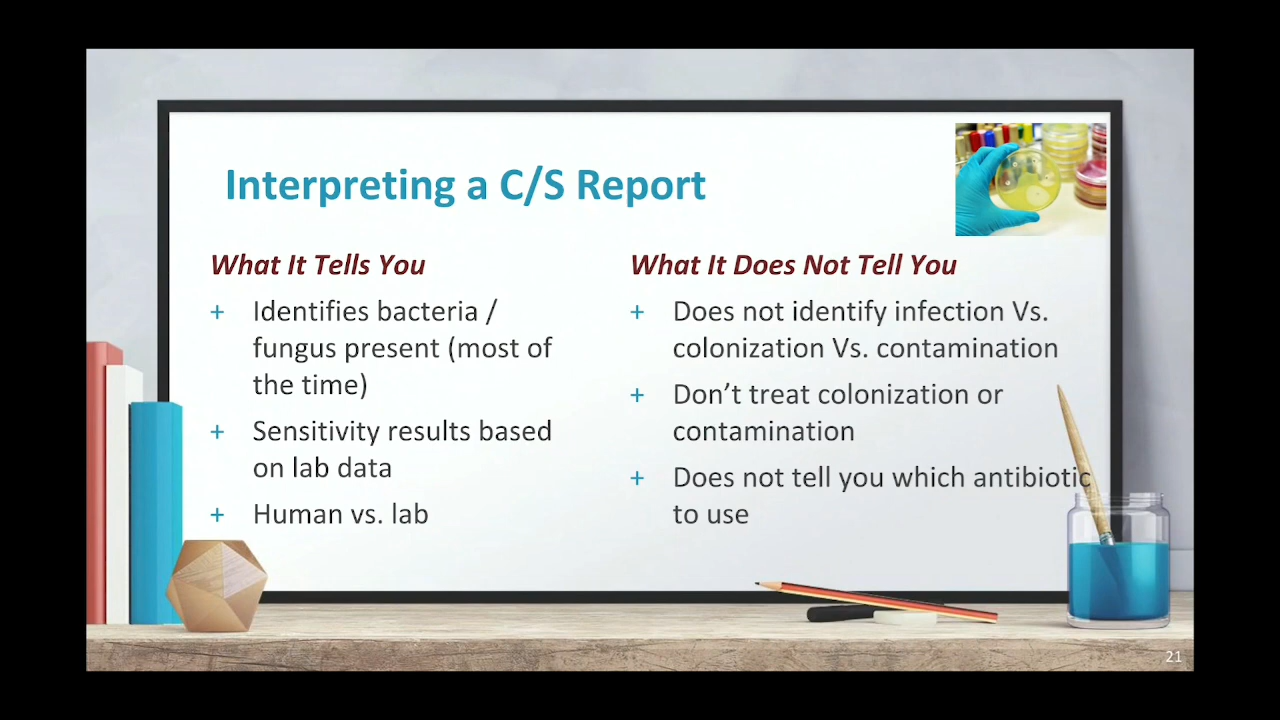 Interpreting a C/S Report
What It Tells You
+ Identifies bacteria /
fungus present (most of
the time)
+ Sensitivity results based
on lab data
+ Human vs. lab
What It Does Not Tell You
+ Does not identify infection Vs.
colonization Vs. contamination
+ Don’t treat colonization or
contamination
+ Does not tell you which antibiotic
to use
21